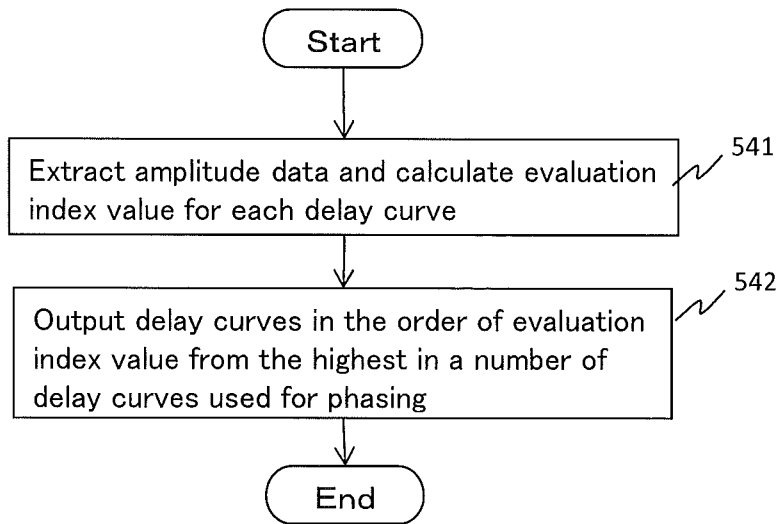 Start
Extract amplitude data and calculate evaluation
index value for each delay curve
541
Output delay curves in the order of evaluation
index value from the highest in a number of
delay curves used for phasing
542
End